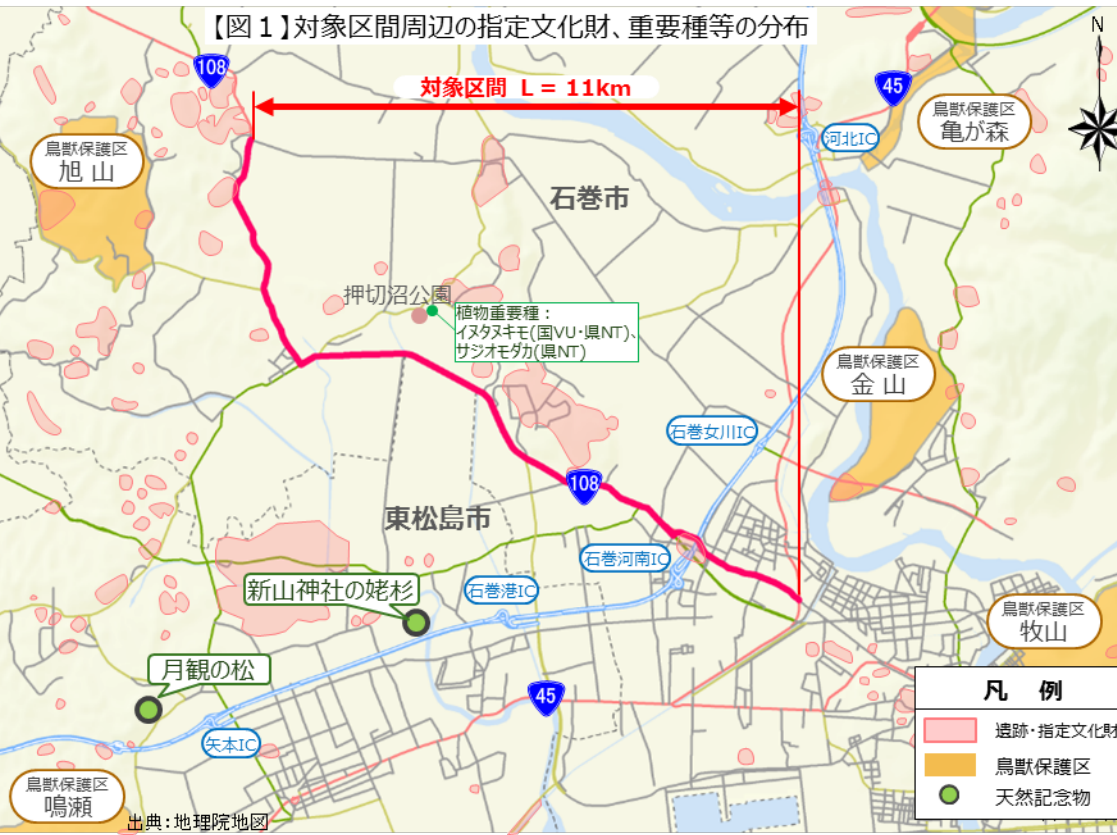 【図１】対象区間周辺の指定文化財、重要種等の分布
N
108
対象区間 L = 11km
45
鳥獣保護区
亀が森
河北IC
鳥獣保護区
旭 山
石巻市
押切沼公園
植物重要種：
イヌタヌキモ(国VU・県NT)、
サジオモダカ(県NT)
鳥獣保護区
金 山
石巻女川IC
108
東松島市
石巻河南IC
新山神社の姥杉
石巻港IC
鳥獣保護区
牧山
月観の松
45
矢本IC
鳥獣保護区
鳴瀬
出典：地理院地図
凡 例
遺跡・指定文化財
鳥獣保護区
天然記念物